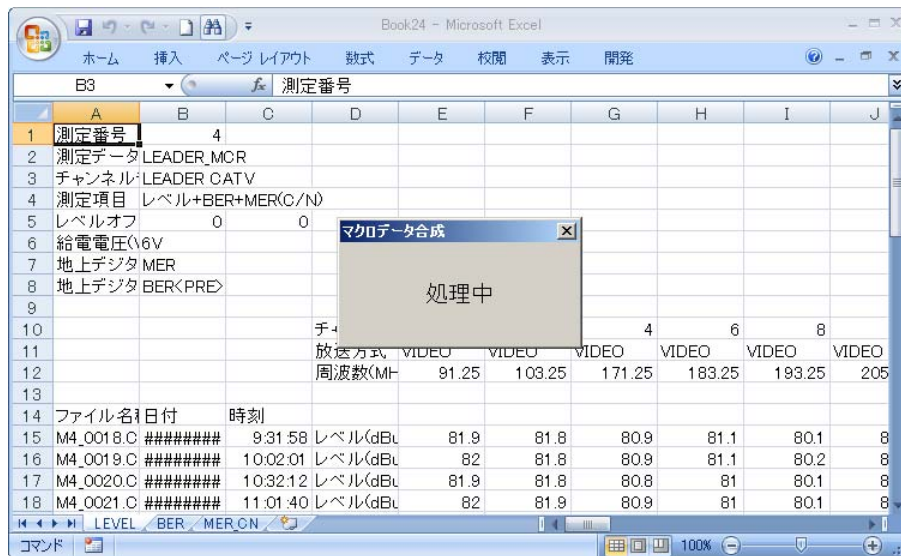 Book24 - Microsoft Excel
ホーム 挿入 ページ レイアウト 数式 データ 校閲 表示 開発
B3 fx 測定番号
A B C D E F G H I J
1 測定番号 4
2 測定データ LEADER_MCR
3 チャンネル LEADER CATV
4 測定項目 レベル+BER+MER(C/N)
5 レベルオフ 0 0
6 給電電圧(V 6V
7 地上デジタ MER
8 地上デジタ BER<PRE>
9
マクロデータ合成
処理中
10 チャ 4 6 8
11 放送方式 VIDEO VIDEO VIDEO VIDEO VIDEO VIDEO
12 周波数(MH 91.25 103.25 171.25 183.25 193.25 205
13
14 ファイル名 日付 時刻
15 M4_0018.C ######## 9:31:58 レベル(dBu 81.9 81.8 80.9 81.1 80.1 8
16 M4_0019.C ######## 10:02:01 レベル(dBu 82 81.8 80.9 81.1 80.2 8
17 M4_0020.C ######## 10:32:12 レベル(dBu 81.9 81.8 80.8 81 80.1 8
18 M4_0021.C ######## 11:01:40 レベル(dBu 82 81.9 80.9 81 80.1 8
LEVEL BER MER_CN
コマンド 100%